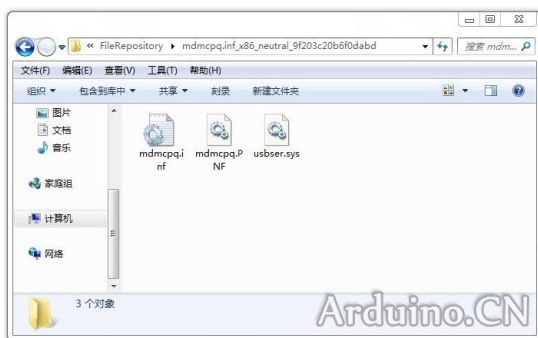 « FileRepository ▸ mdmcpq.inf_x86_neutral_9f203c20b6f0dabd
搜索 mdm...
文件(F) 编辑(E) 查看(V) 工具(T) 帮助(H)
组织 包含到库中 共享 刻录 新建文件夹
图片
文档
音乐
家庭组
计算机
网络
mdmcpq.i
nf
mdmcpq.P
NF
usbser.sys
3 个对象
Arduino.CN